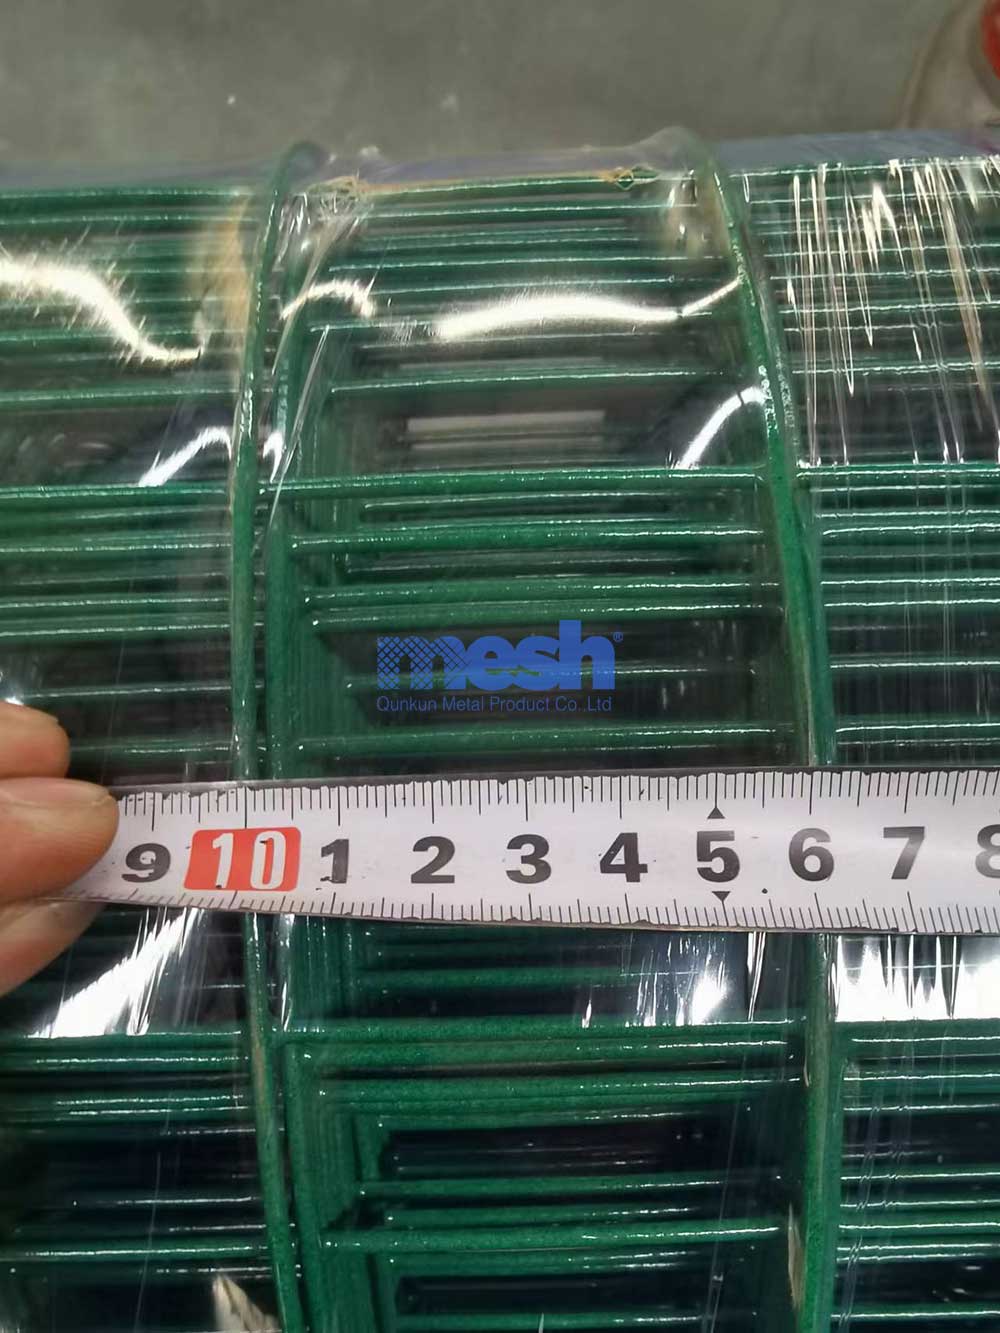 mesh®
Qunkun Metal Product Co.,Ltd
9 10 1 2 3 4 5 6 7 8